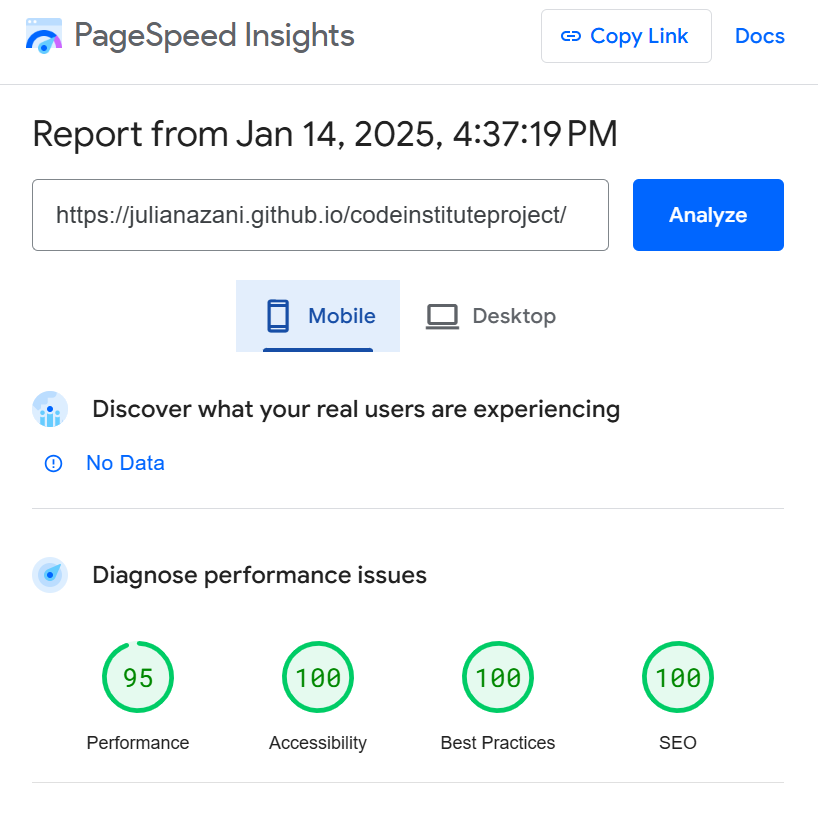 PageSpeed Insights
Copy Link
Docs
Report from Jan 14, 2025, 4:37:19 PM
https://julianazani.github.io/codeinstituteproject/
Analyze
Mobile
Desktop
Discover what your real users are experiencing
No Data
Diagnose performance issues
95
100
100
100
Performance
Accessibility
Best Practices
SEO